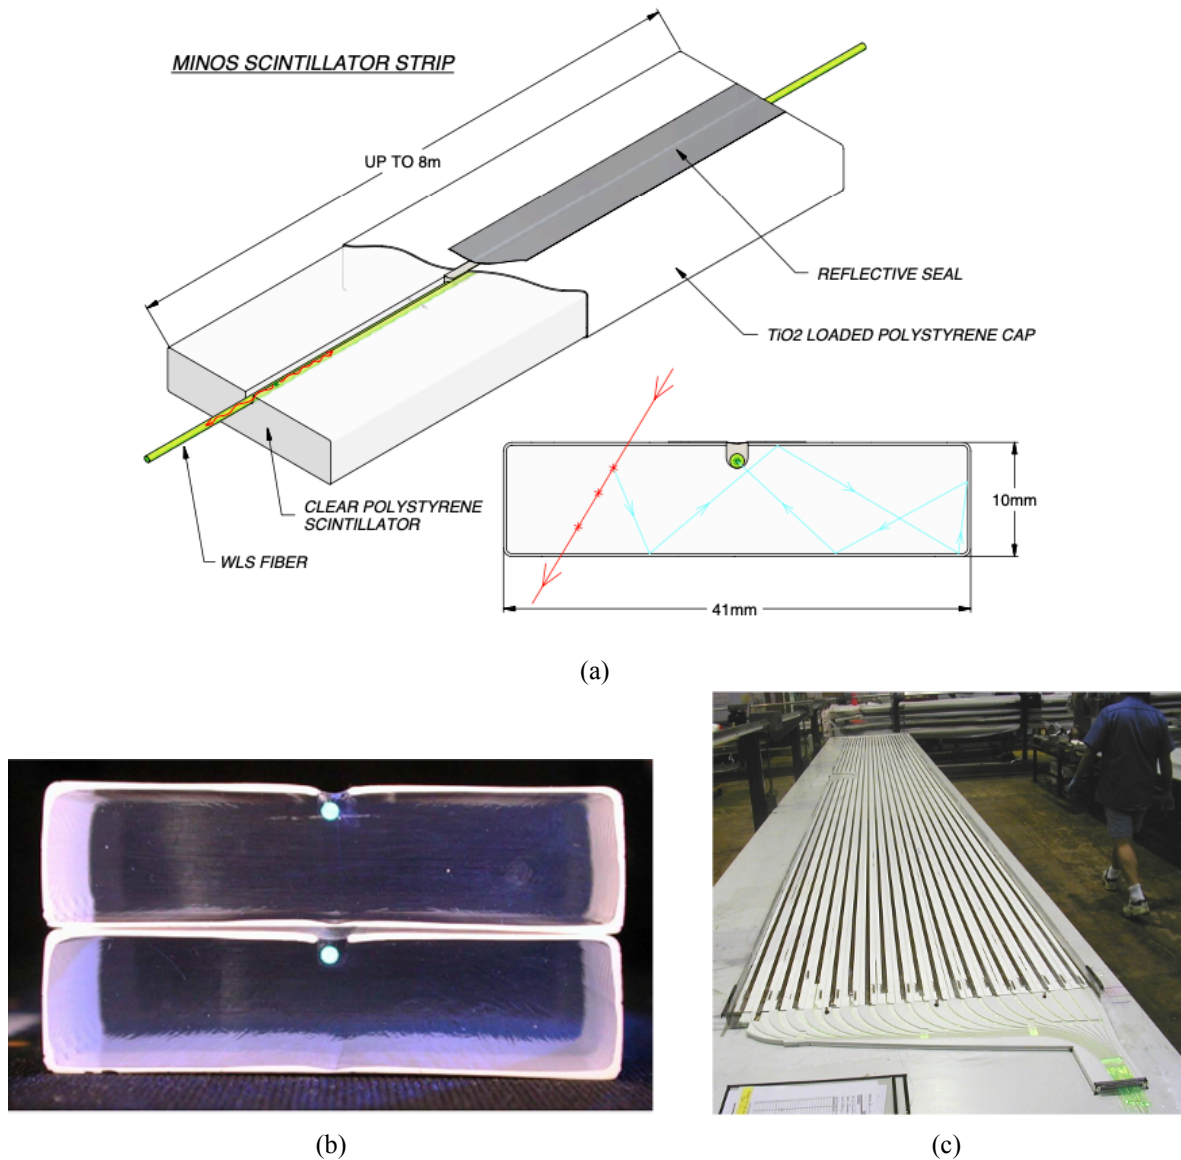 MINOS SCINTILLATOR STRIP
UP TO 8m
REFLECTIVE SEAL
TiO2 LOADED POLYSTYRENE CAP
CLEAR POLYSTYRENE
SCINTILLATOR
WLS FIBER
10mm
41mm
(a)
(b)
(c)